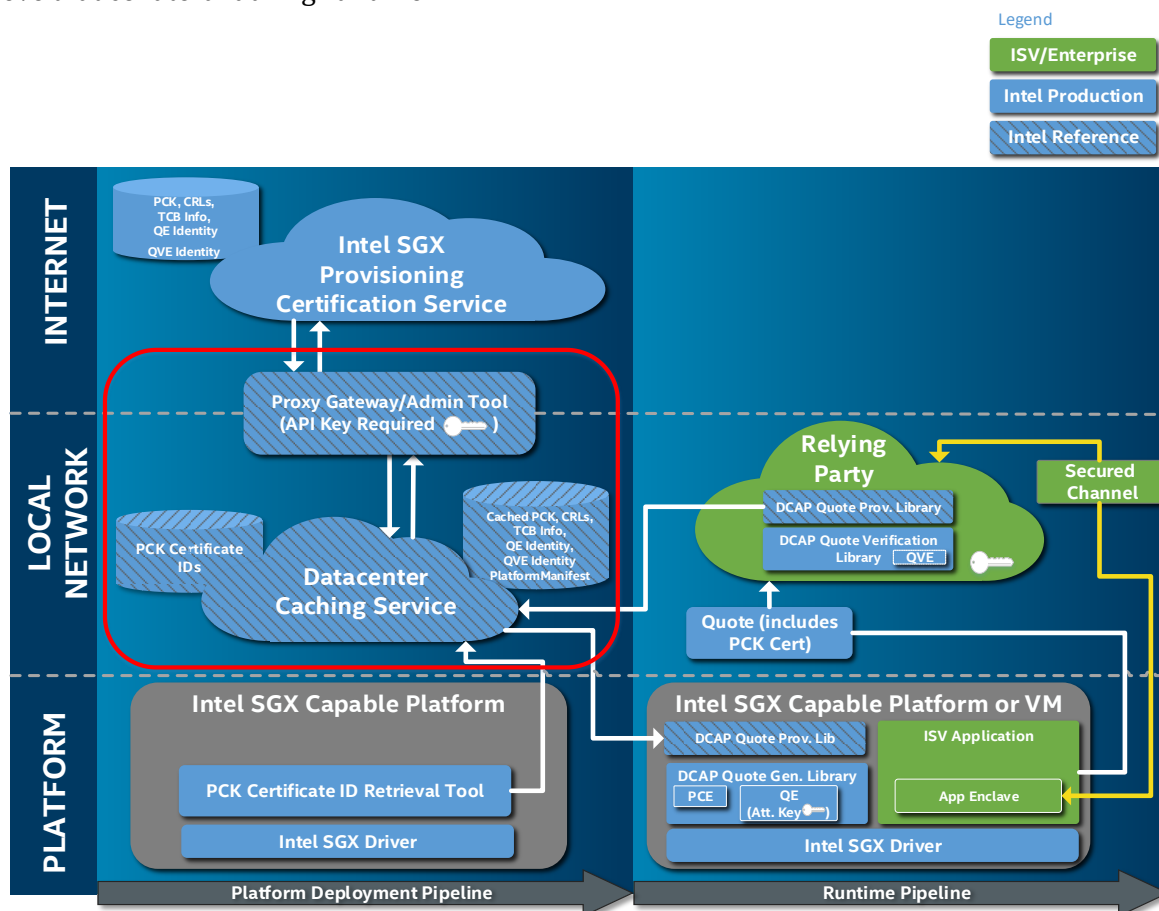 Legend
ISV/Enterprise
Intel Production
Intel Reference
INTERNET
PCK, CRLs,
TCB Info,
QE Identity
QVE Identity
Intel SGX
Provisioning
Certification Service
Proxy Gateway/Admin Tool
(API Key Required )
LOCAL
NETWORK
PCK Certificate
IDs
Cached PCK, CRLs,
TCB Info,
QE Identity,
QVE Identity
PlatformManifest
Datacenter
Caching Service
Relying
Party
DCAP Quote Prov. Library
DCAP Quote Verification
Library QVE
Secured
Channel
Quote (includes
PCK Cert)
PLATFORM
Intel SGX Capable Platform
PCK Certificate ID Retrieval Tool
Intel SGX Driver
Intel SGX Capable Platform or VM
DCAP Quote Prov. Lib
DCAP Quote Gen. Library
PCE
QE
(Att. Key )
ISV Application
App Enclave
Intel SGX Driver
Platform Deployment Pipeline
Runtime Pipeline